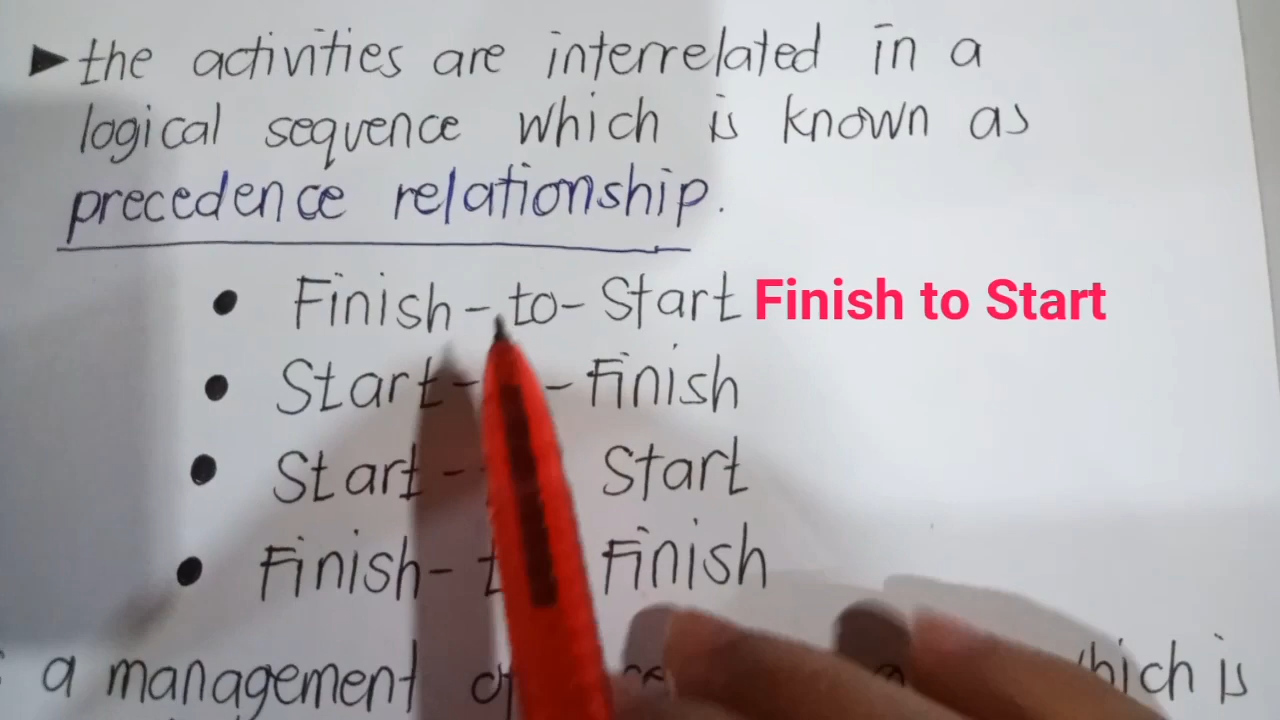 the activities are interrelated in a
logical sequence which is known as
precedence relationship.
• Finish-to-Start Finish to Start
• Start- -Finish
• Start- Start
• Finish-t Finish
a management which is